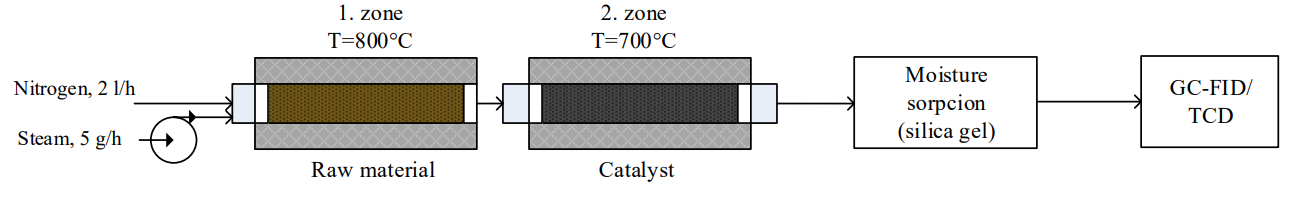 1. zone
T=800°C
2. zone
T=700°C
Nitrogen, 2 l/h
Steam, 5 g/h
Raw material
Catalyst
Moisture
sorpcion
(silica gel)
GC-FID/
TCD